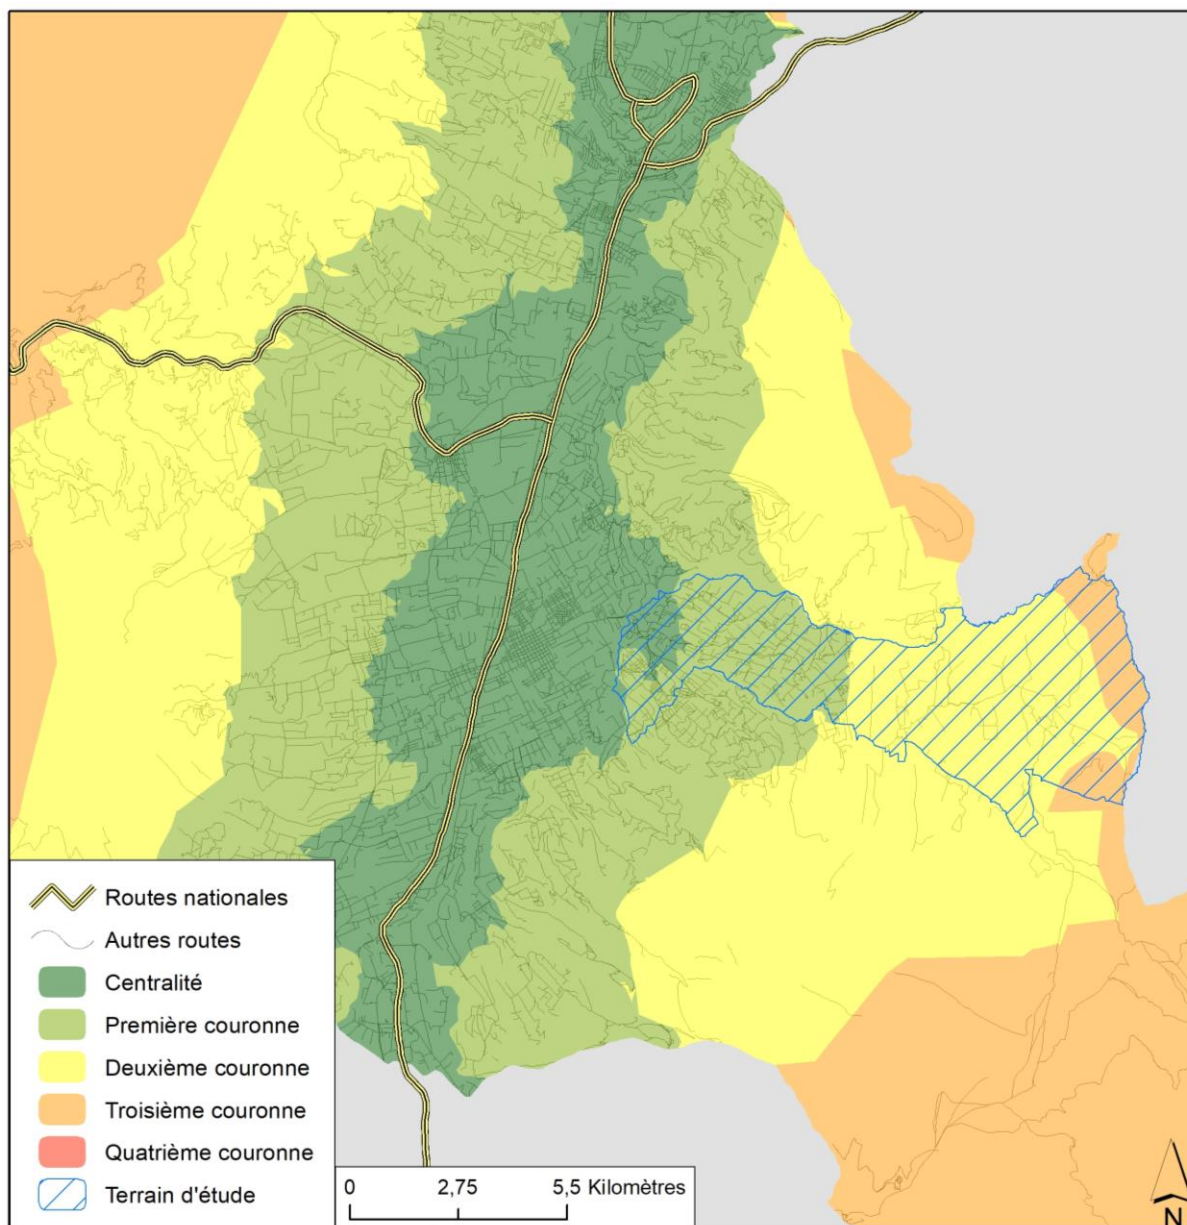 Routes nationales
Autres routes
Centralité
Première couronne
Deuxième couronne
Troisième couronne
Quatrième couronne
Terrain d'étude
0 2,75 5,5 Kilomètres
N